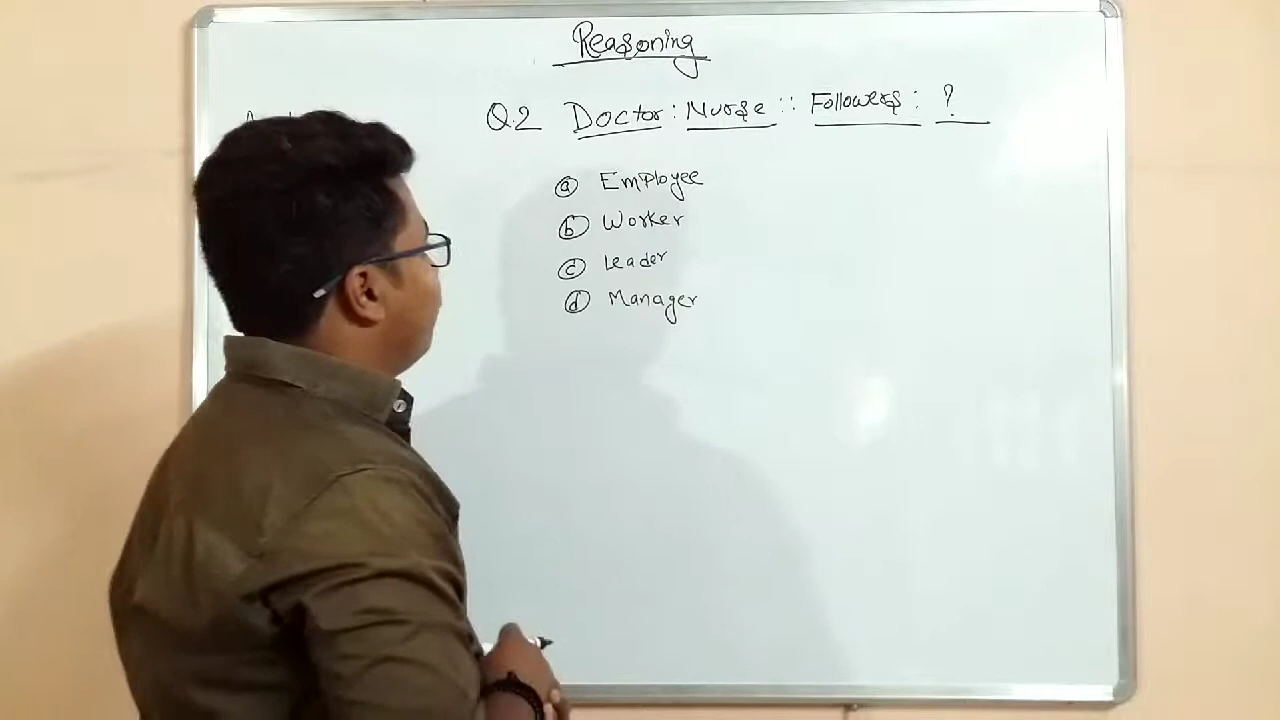 Reasoning
Q.2 Doctor : Nurse :: Followers : ?
(a) Employee
(b) Worker
(c) Leader
(d) Manager